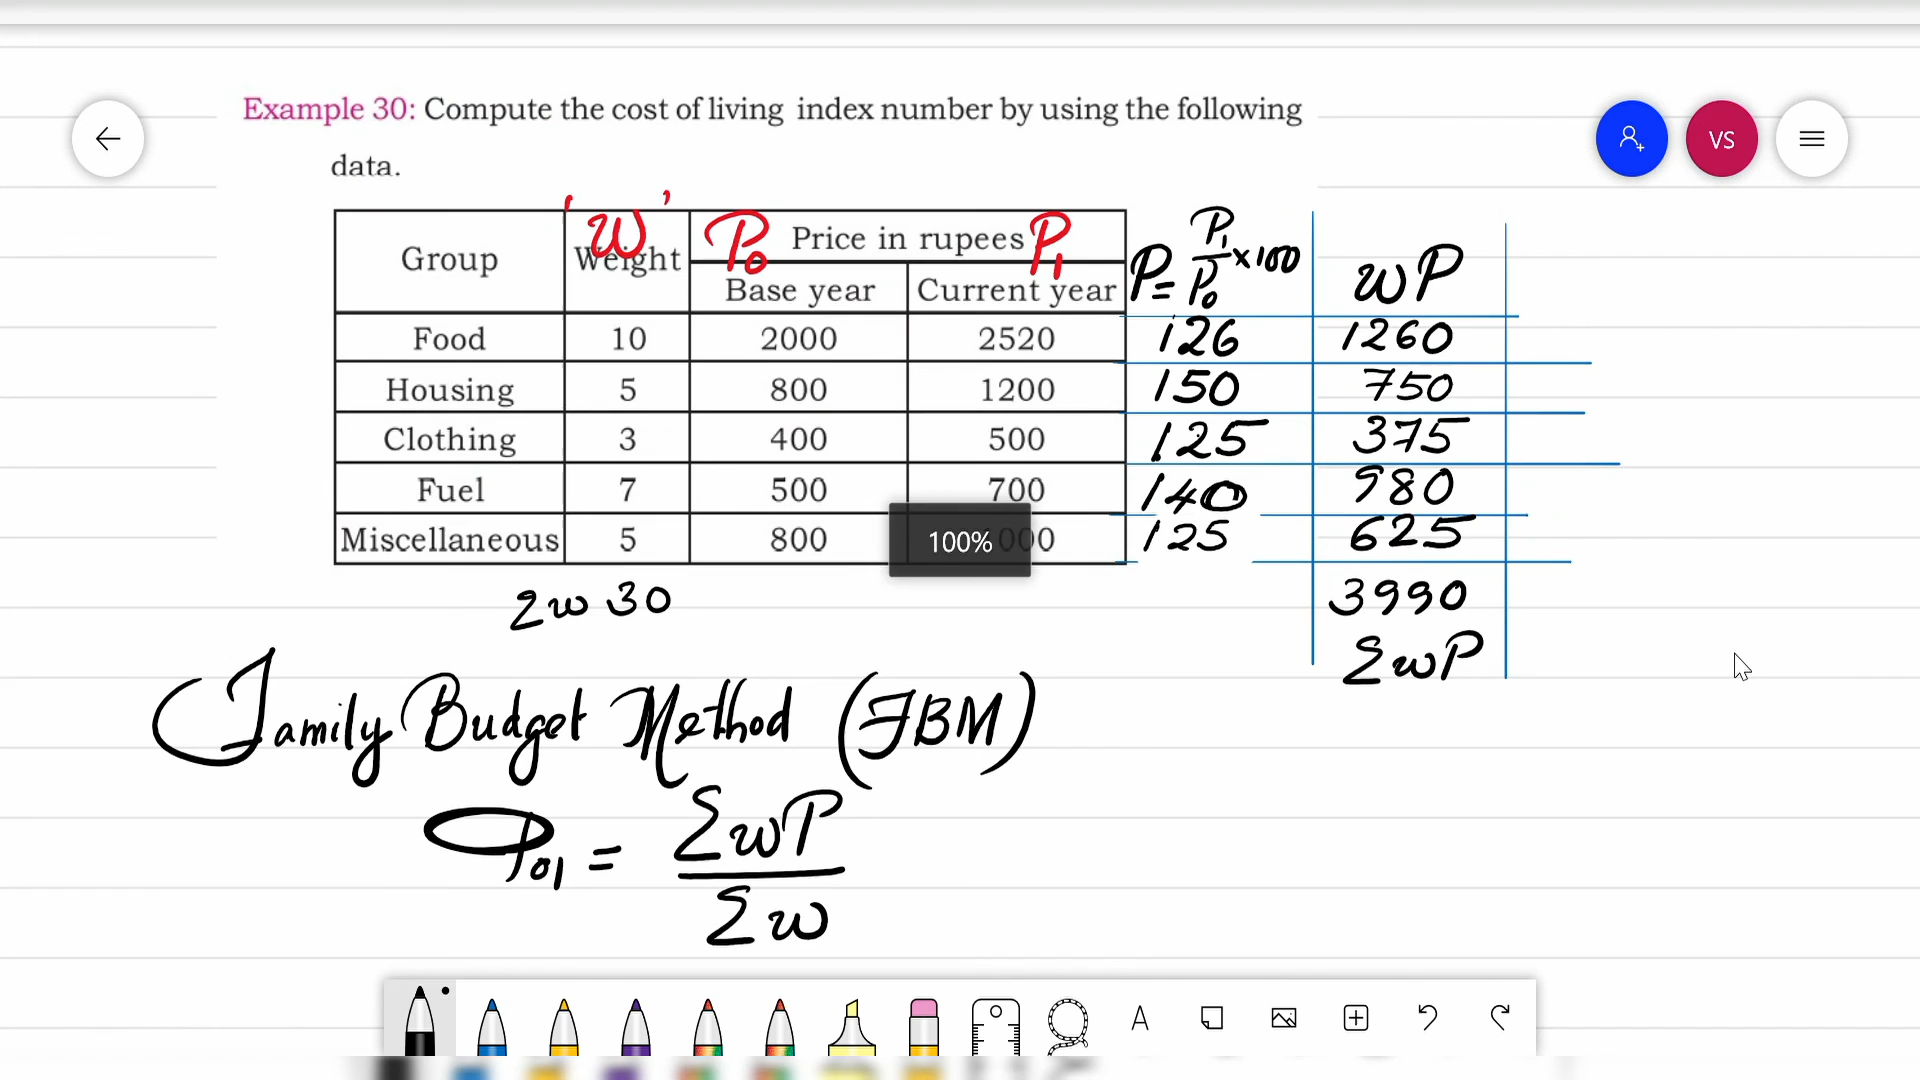 Example 30: Compute the cost of living index number by using the following
data.
Group 'W' Weight P0 Price in rupees P1 P = P1/P0 × 100 wP
Base year Current year
Food 10 2000 2520 126 1260
Housing 5 800 1200 150 750
Clothing 3 400 500 125 375
Fuel 7 500 700 140 980
Miscellaneous 5 800 100% 000 125 625
Σw 30 3990
ΣwP
Family Budget Method (FBM)
P01 = ΣwP
Σw
VS
A